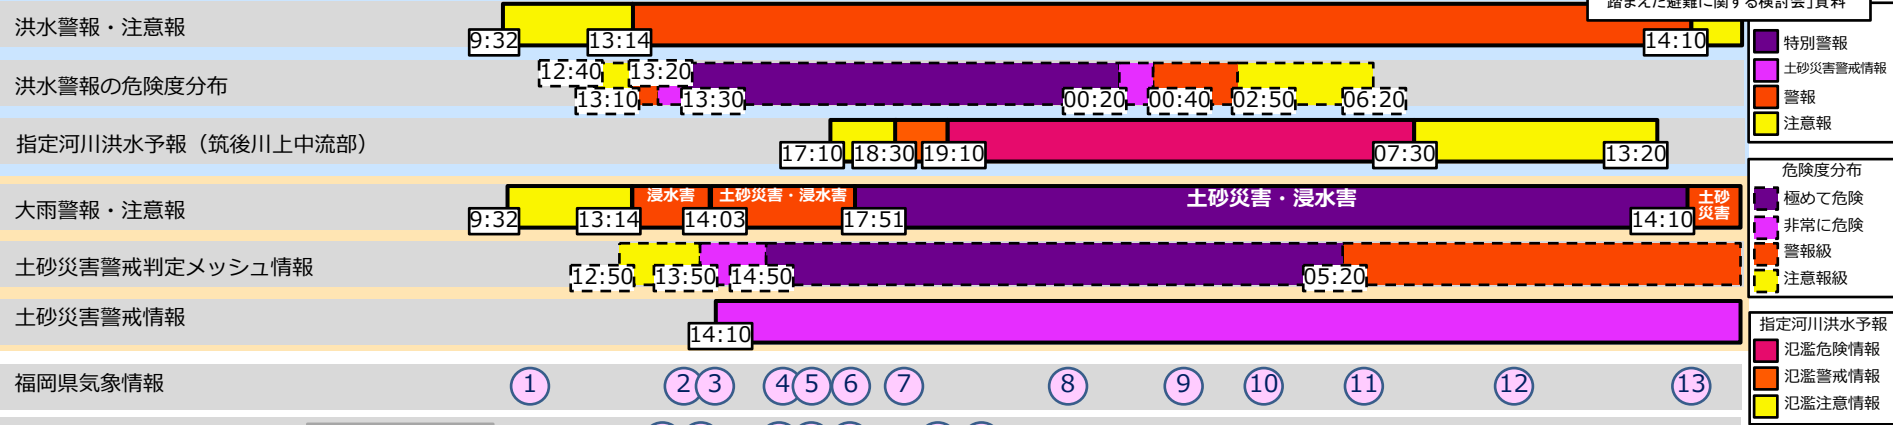 踏まえた避難に関する検討会」資料
洪水警報・注意報
9:32
13:14
14:10
洪水警報の危険度分布
12:40
13:20
13:10
13:30
00:20
00:40
02:50
06:20
指定河川洪水予報（筑後川上中流部）
17:10
18:30
19:10
07:30
13:20
大雨警報・注意報
浸水害
土砂災害・浸水害
土砂災害・浸水害
土砂
災害
9:32
13:14
14:03
17:51
14:10
土砂災害警戒判定メッシュ情報
12:50
13:50
14:50
05:20
土砂災害警戒情報
14:10
福岡県気象情報
1
2
3
4
5
6
7
8
9
10
11
12
13
特別警報
土砂災害警戒情報
警報
注意報
危険度分布
極めて危険
非常に危険
警報級
注意報級
指定河川洪水予報
氾濫危険情報
氾濫警戒情報
氾濫注意情報